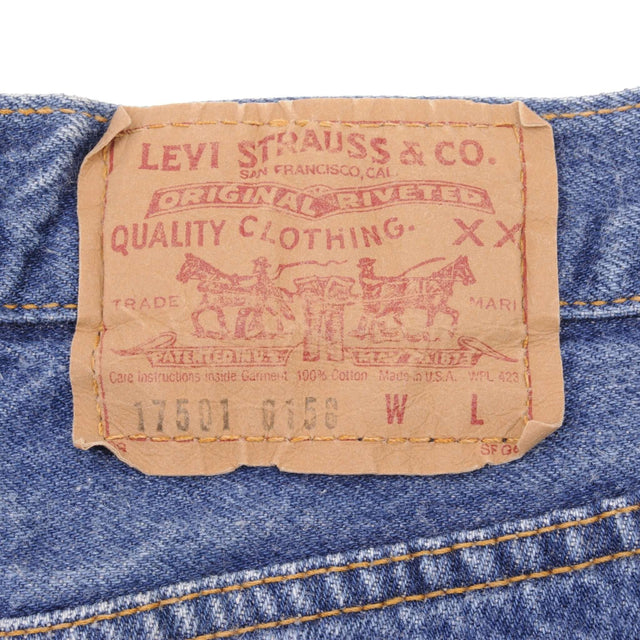 LEVI STRAUSS & CO.
SAN FRANCISCO, CAL.
ORIGINAL RIVETED
QUALITY CLOTHING. XX
TRADE MARK
PATENTED IN U.S. MAY 20 1873
Care Instructions Inside Garment 100% Cotton Made in U.S.A. WPL 423
17501 0158 W L